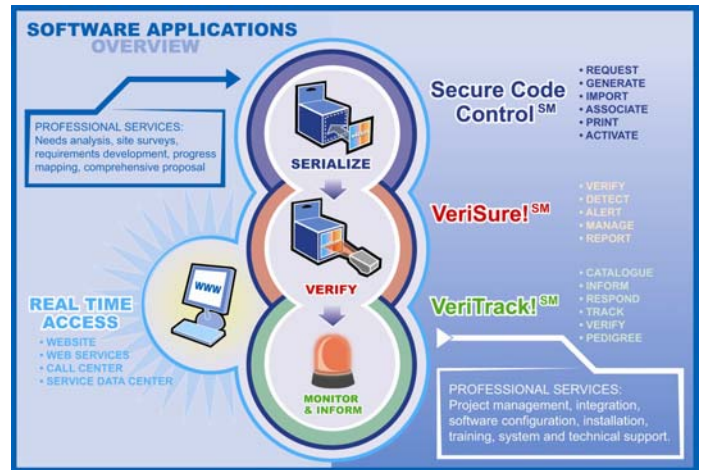 SOFTWARE APPLICATIONS
OVERVIEW
PROFESSIONAL SERVICES:
Needs analysis, site surveys,
requirements development, progress
mapping, comprehensive proposal
SERIALIZE
Secure Code
Control SM
• REQUEST
• GENERATE
• IMPORT
• ASSOCIATE
• PRINT
• ACTIVATE
VERIFY
VeriSure! SM
• VERIFY
• DETECT
• ALERT
• MANAGE
• REPORT
WWW
REAL TIME
ACCESS
• WEBSITE
• WEB SERVICES
• CALL CENTER
• SERVICE DATA CENTER
MONITOR
& INFORM
VeriTrack! SM
• CATALOGUE
• INFORM
• RESPOND
• TRACK
• VERIFY
• PEDIGREE
PROFESSIONAL SERVICES:
Project management, integration,
software configuration, installation,
training, system and technical support.